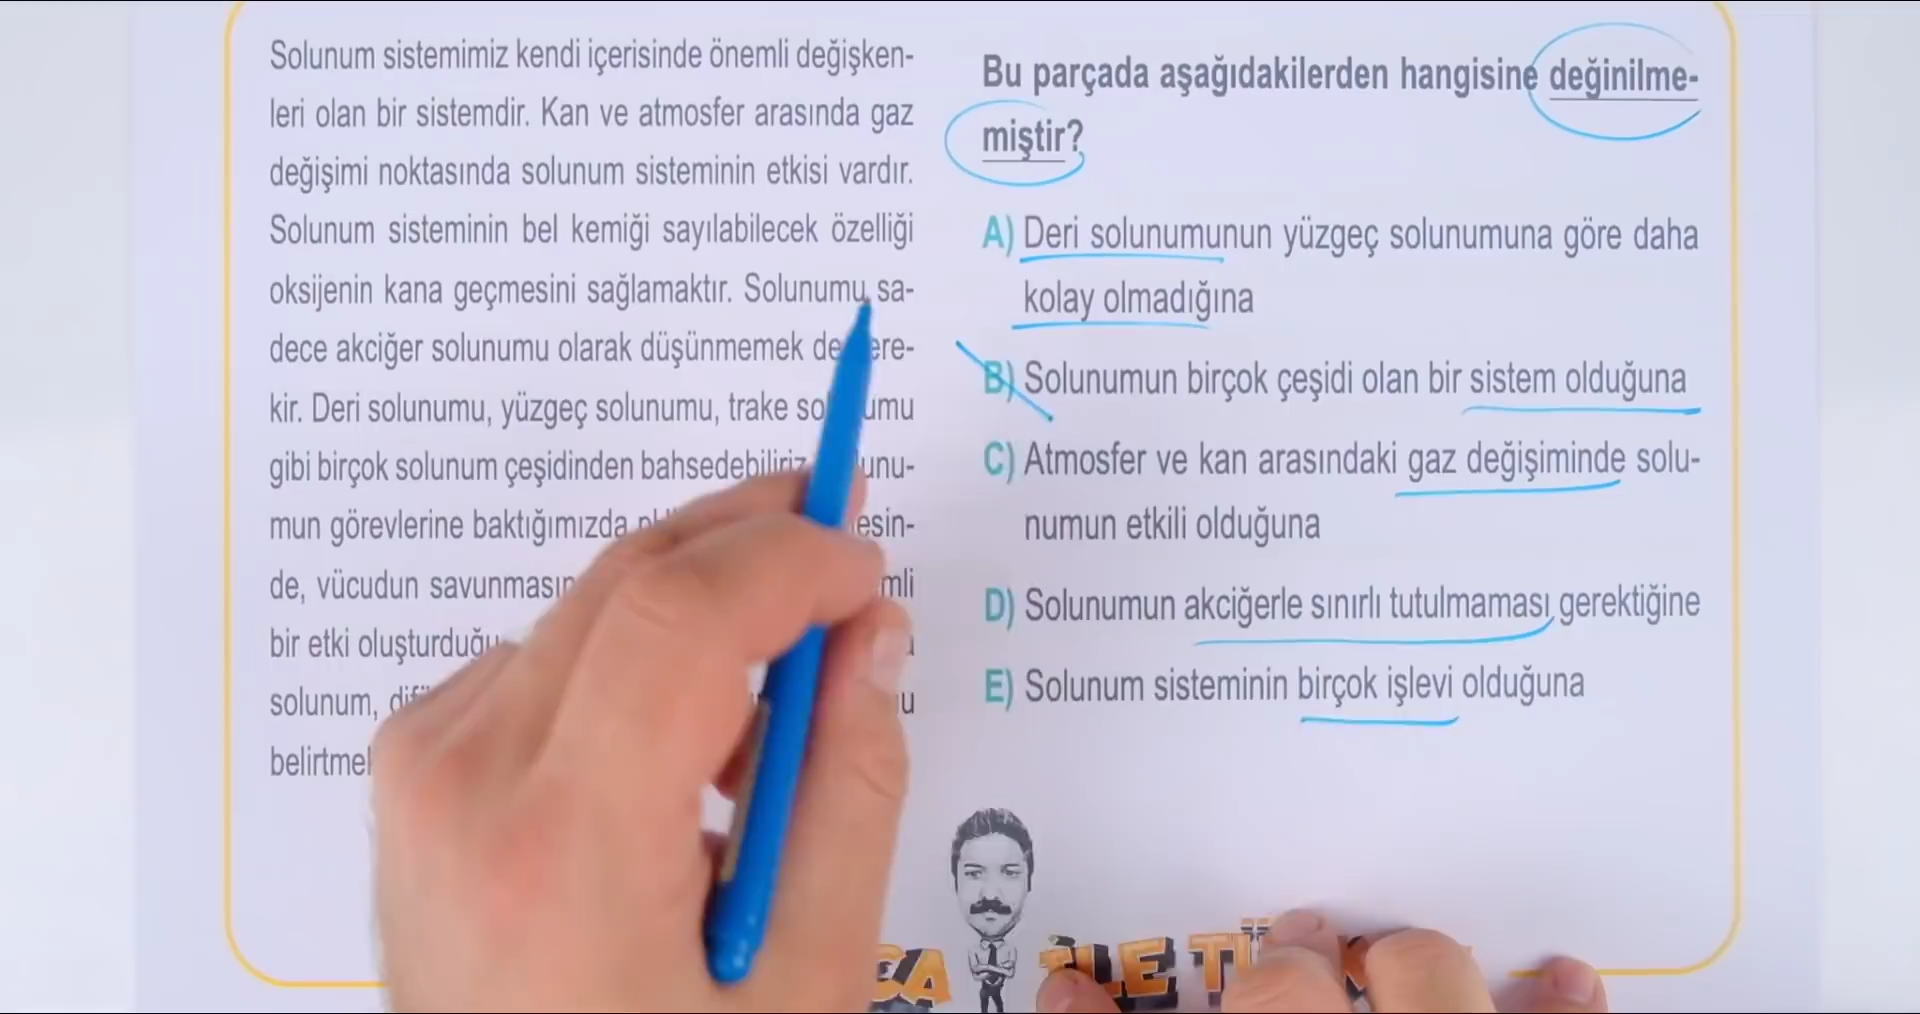 Solunum sistemimiz kendi içerisinde önemli değişken-
leri olan bir sistemdir. Kan ve atmosfer arasında gaz
değişimi noktasında solunum sisteminin etkisi vardır.
Solunum sisteminin bel kemiği sayılabilecek özelliği
oksijenin kana geçmesini sağlamaktır. Solunumu sa-
dece akciğer solunumu olarak düşünmemek
kir. Deri solunumu, yüzgeç solunumu, trake
gibi birçok solunum çeşidinden bahsedebiliriz.
mun görevlerine baktığımızda
de, vücudun
bir etki
solunum,
Bu parçada aşağıdakilerden hangisine değinilme-
miştir?
A) Deri solunumunun yüzgeç solunumuna göre daha
kolay olmadığına
B) Solunumun birçok çeşidi olan bir sistem olduğuna
C) Atmosfer ve kan arasındaki gaz değişiminde solu-
numun etkili olduğuna
D) Solunumun akciğerle sınırlı tutulmaması gerektiğine
E) Solunum sisteminin birçok işlevi olduğuna
İLE